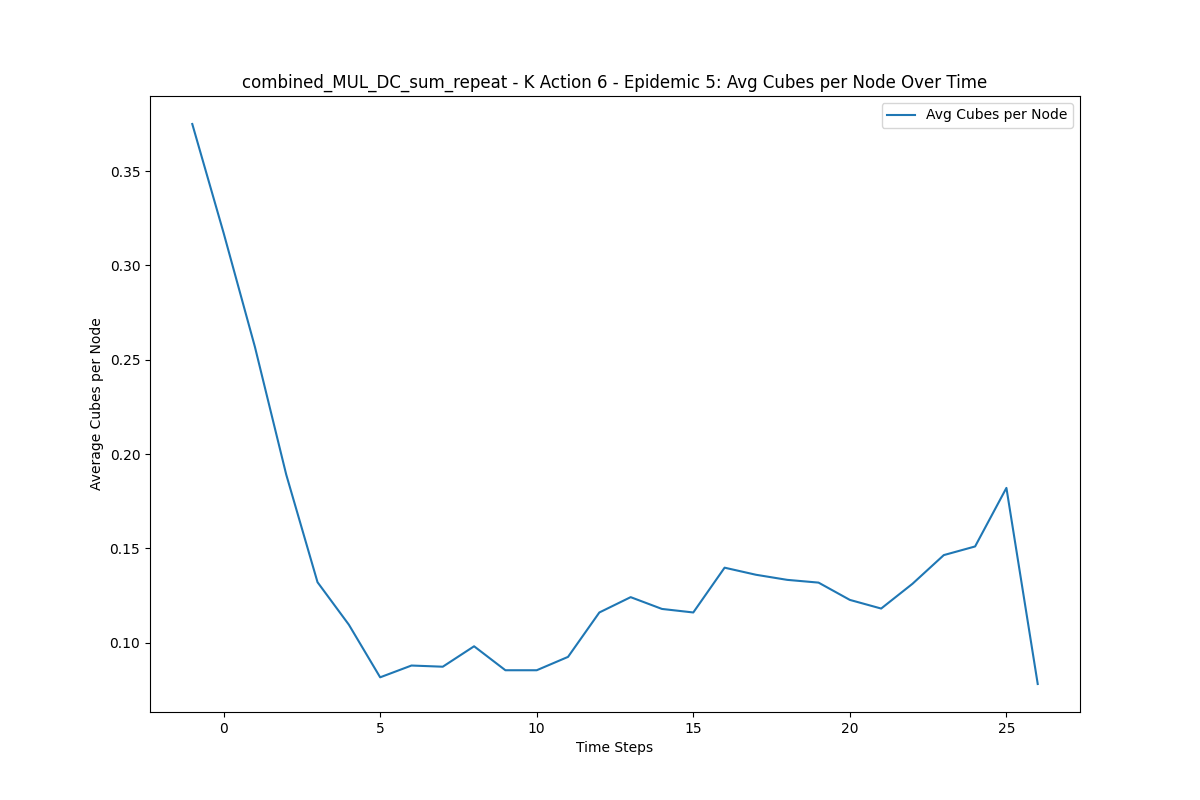 combined_MUL_DC_sum_repeat - K Action 6 - Epidemic 5: Avg Cubes per Node Over Time
Avg Cubes per Node
0.35
0.30
0.25
0.20
0.15
0.10
Average Cubes per Node
0 5 10 15 20 25
Time Steps